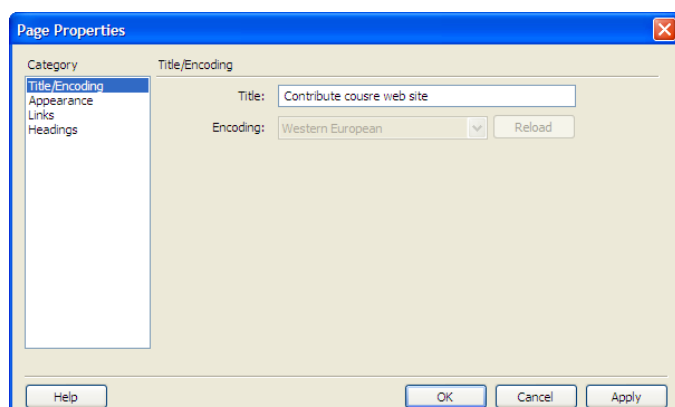 Page Properties
Category
Title/Encoding
Title/Encoding
Appearance
Links
Headings
Title: Contribute cousre web site
Encoding: Western European Reload
Help OK Cancel Apply